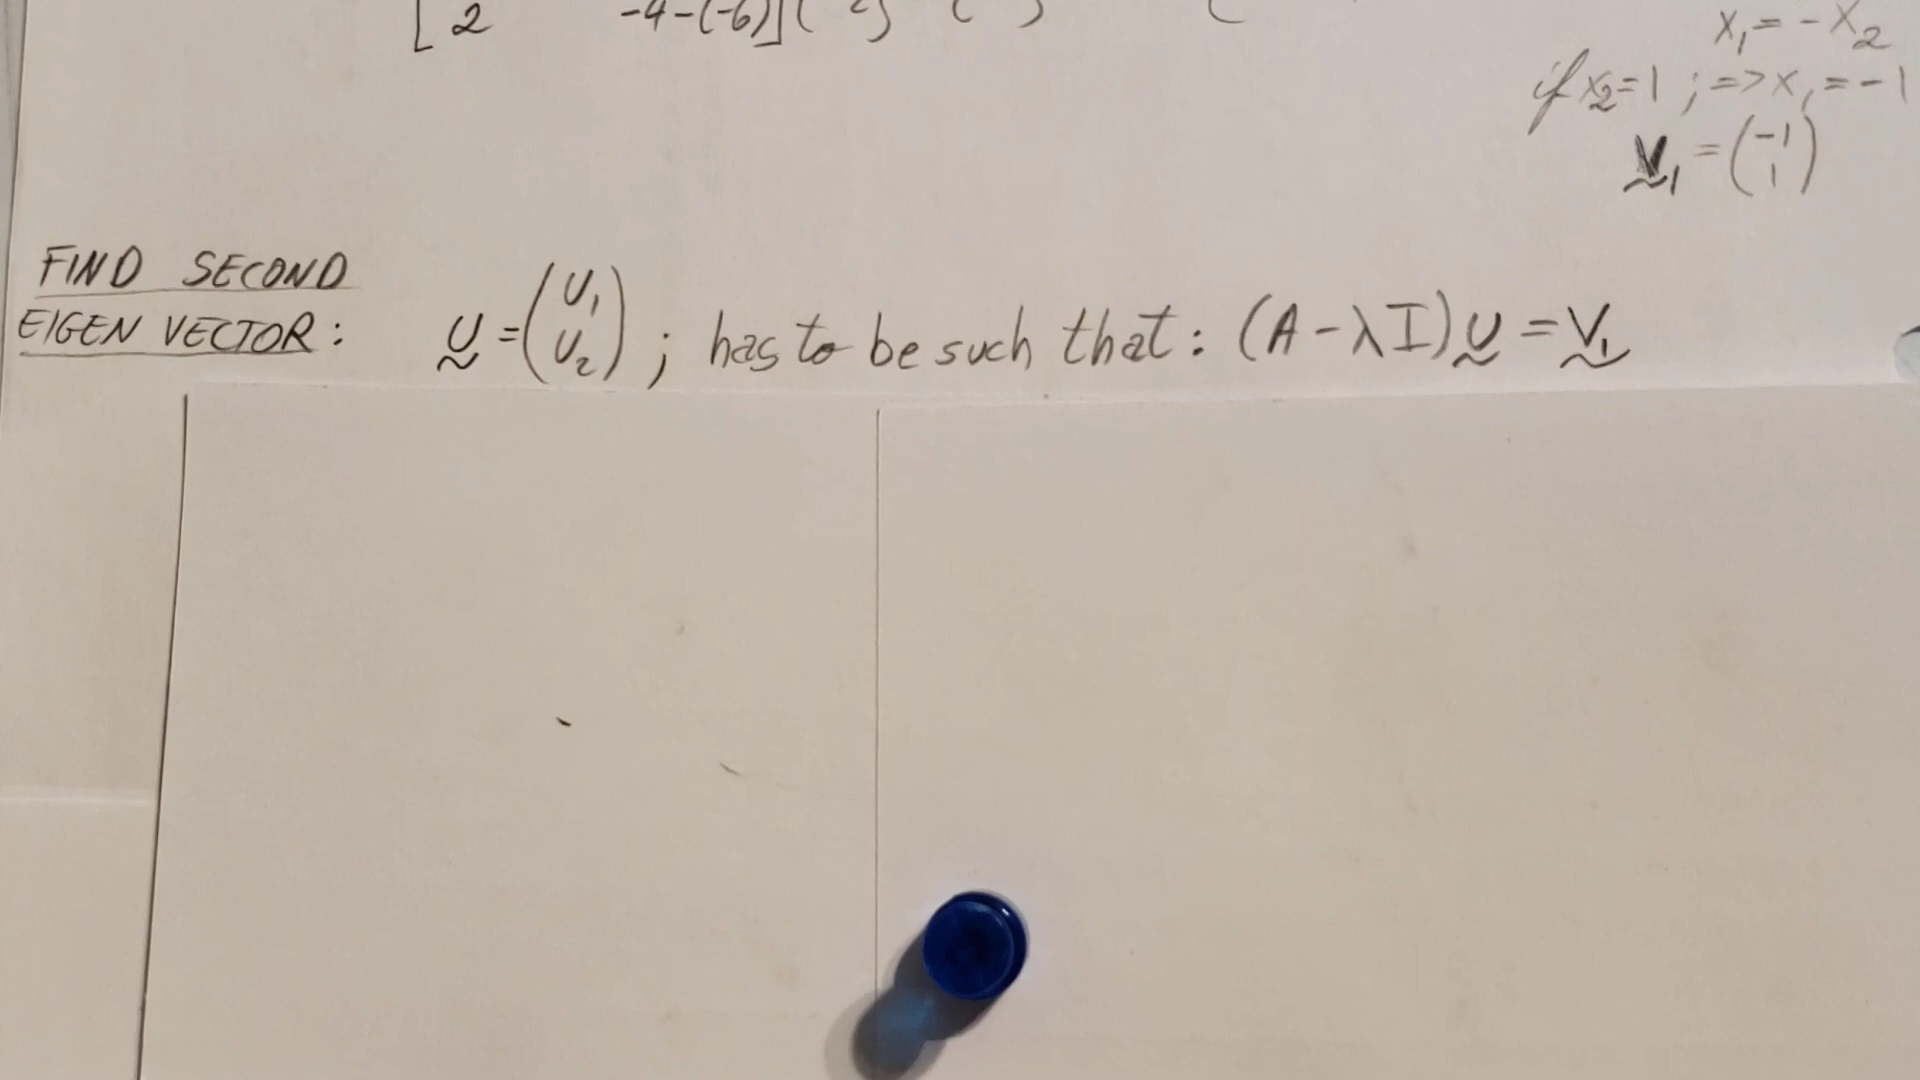 [2 -4-(-6)]
x₁ = -x₂
if x₂=1 ; => x₁ = -1
v₁ = (-1 1)
FIND SECOND
EIGEN VECTOR: u = (u₁ u₂) ; has to be such that : (A - λI)u = v₁